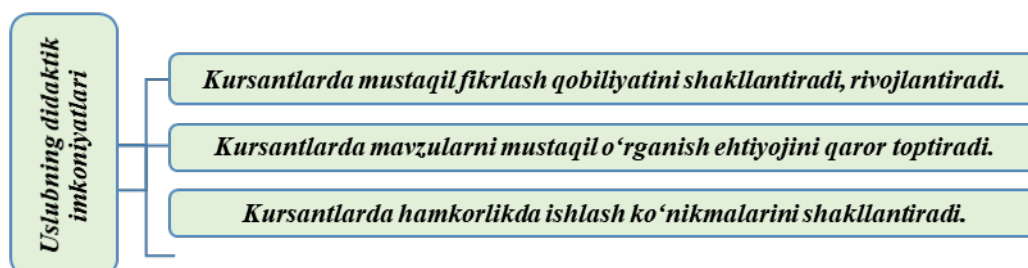 Uslubning didaktik
imkoniyatlari
Kursantlarda mustaqil fikrlash qobiliyatini shakllantiradi, rivojlantiradi.
Kursantlarda mavzularni mustaqil o‘rganish ehtiyojini qaror toptiradi.
Kursantlarda hamkorlikda ishlash ko‘nikmalarini shakllantiradi.